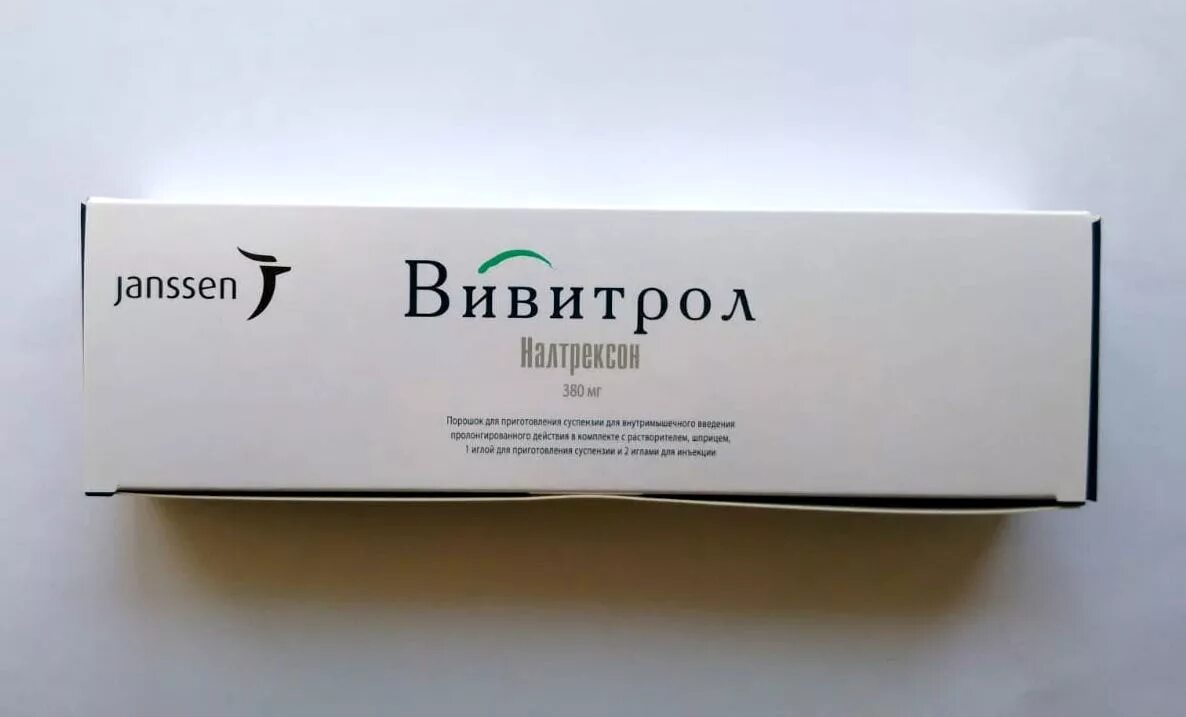 Janssen
Вивитрол
Налтрексон
380 мг
Порошок для приготовления суспензии для внутримышечного введения
пролонгированного действия в комплекте с растворителем, шприцем,
1 иглой для приготовления суспензии и 2 иглами для инъекции